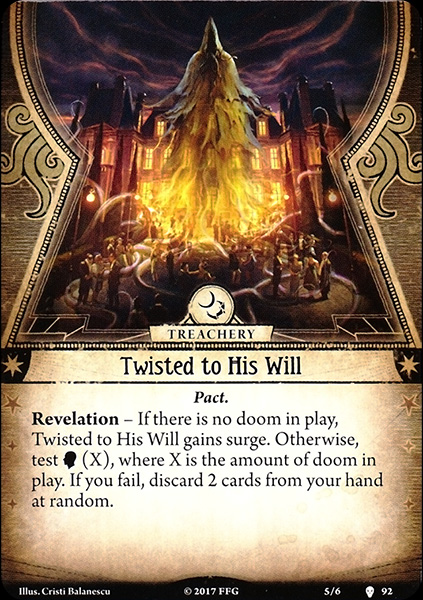 TREACHERY
Twisted to His Will
Pact.
Revelation – If there is no doom in play,
Twisted to His Will gains surge. Otherwise,
test (X), where X is the amount of doom in
play. If you fail, discard 2 cards from your hand
at random.
Illus. Cristi Balanescu © 2017 FFG 5/6 92